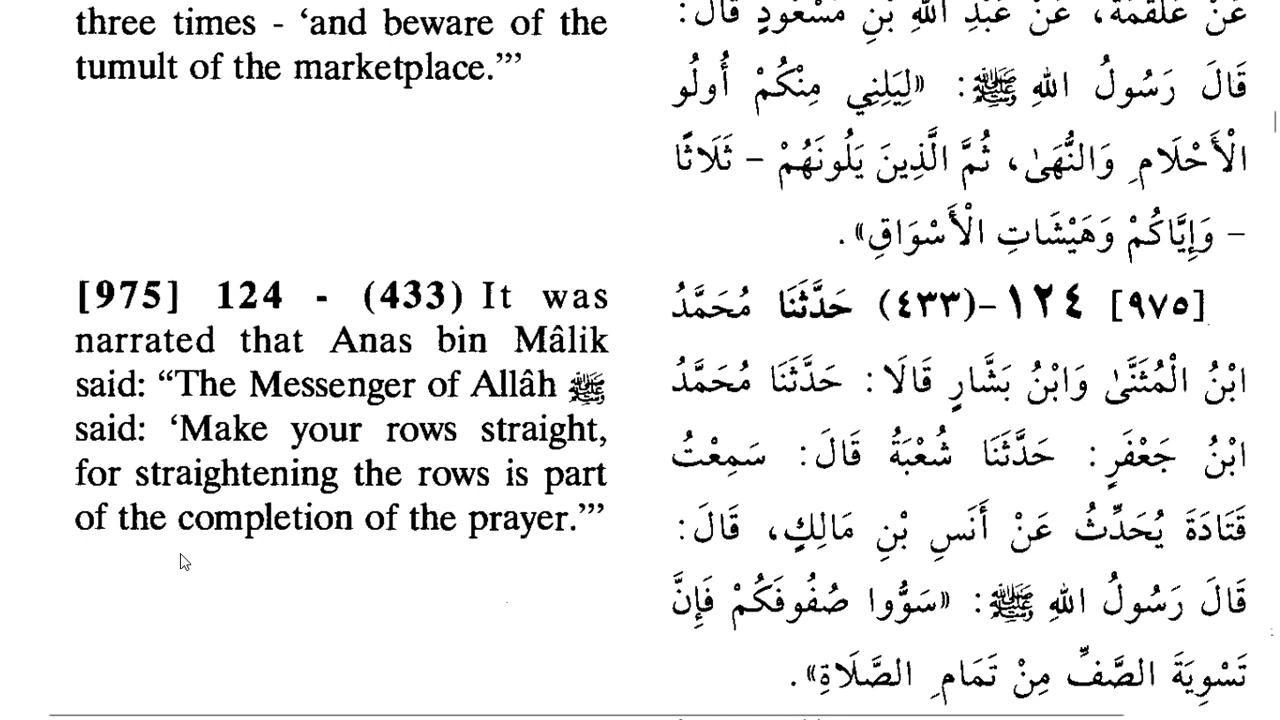 three times - ‘and beware of the
tumult of the marketplace.’”
[975] 124 - (433) It was
narrated that Anas bin Mâlik
said: “The Messenger of Allâh ﷺ
said: ‘Make your rows straight,
for straightening the rows is part
of the completion of the prayer.’”
عَنْ عَلْقَمَةَ، عَنْ عَبْدِ اللهِ بْنِ مَسْعُودٍ قَالَ:
قَالَ رَسُولُ اللهِ ﷺ: «لِيَلِنِي مِنْكُمْ أُولُو
الْأَحْلَامِ وَالنُّهَىٰ، ثُمَّ الَّذِينَ يَلُونَهُمْ – ثَلَاثًا
– وَإِيَّاكُمْ وَهَيْشَاتِ الْأَسْوَاقِ».
[٩٧٥] ١٢٤-(٤٣٣) حَدَّثَنَا مُحَمَّدُ
ابْنُ الْمُثَنَّىٰ وَابْنُ بَشَّارٍ قَالَا: حَدَّثَنَا مُحَمَّدُ
ابْنُ جَعْفَرٍ: حَدَّثَنَا شُعْبَةُ قَالَ: سَمِعْتُ
قَتَادَةَ يُحَدِّثُ عَنْ أَنَسِ بْنِ مَالِكٍ، قَالَ:
قَالَ رَسُولُ اللهِ ﷺ: «سَوُّوا صُفُوفَكُمْ فَإِنَّ
تَسْوِيَةَ الصَّفِّ مِنْ تَمَامِ الصَّلَاةِ».